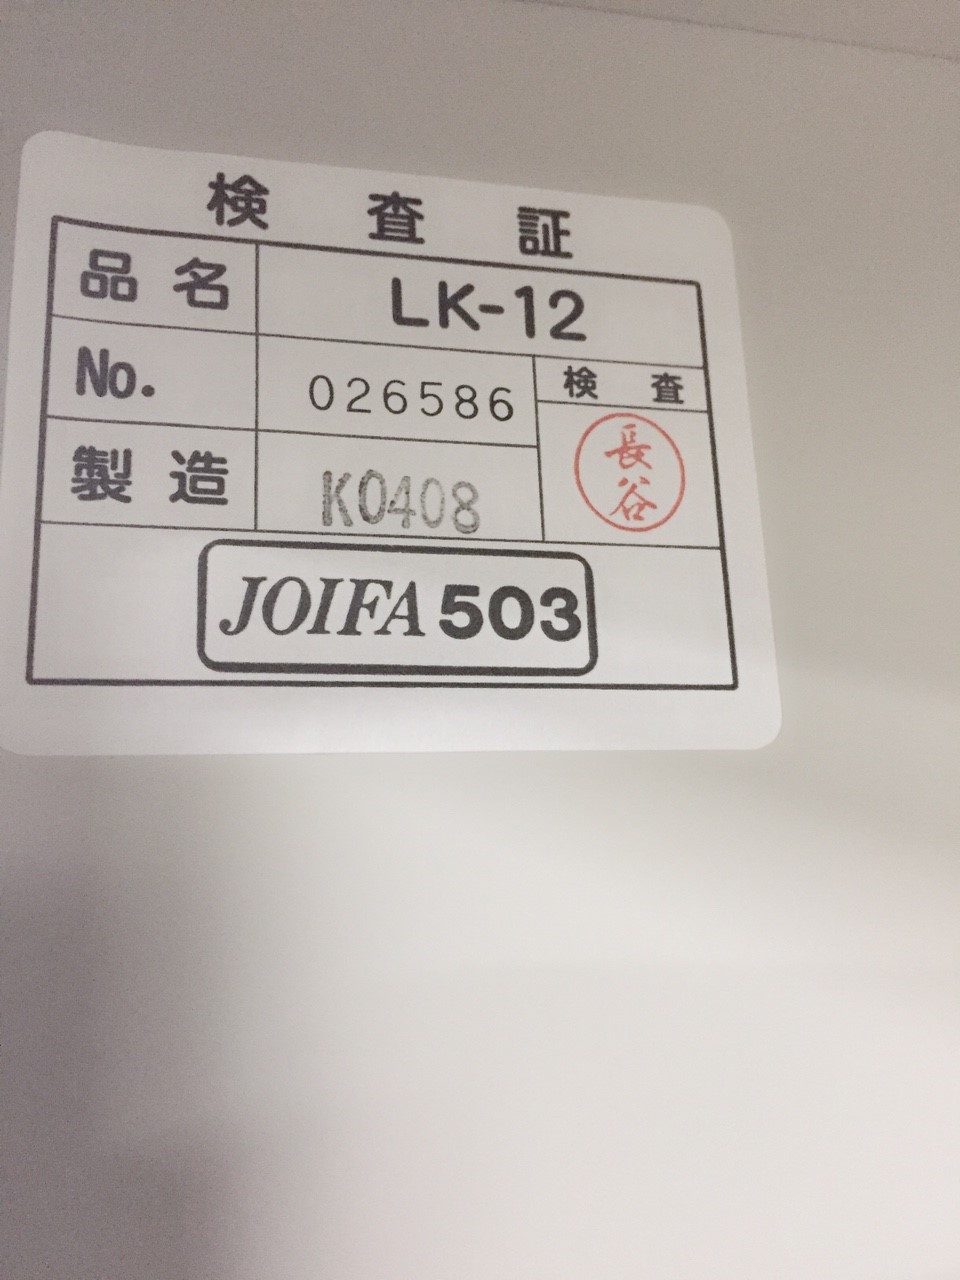 検 査 証
品 名 LK-12
No. 026586 検 査
製 造 K0408 長谷
JOIFA 503